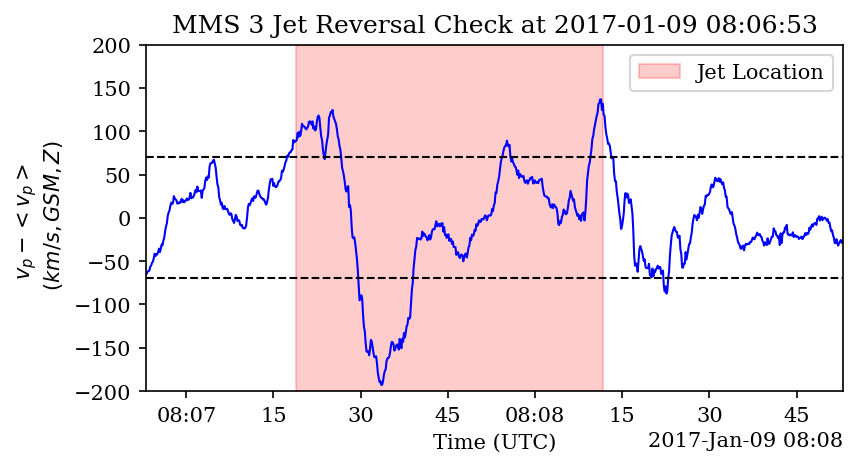 MMS 3 Jet Reversal Check at 2017-01-09 08:06:53
200
150
100
50
0
−50
−100
−150
−200
v_p − < v_p >
(km/s, GSM, Z)
Jet Location
08:07 15 30 45 08:08 15 30 45
Time (UTC)
2017-Jan-09 08:08